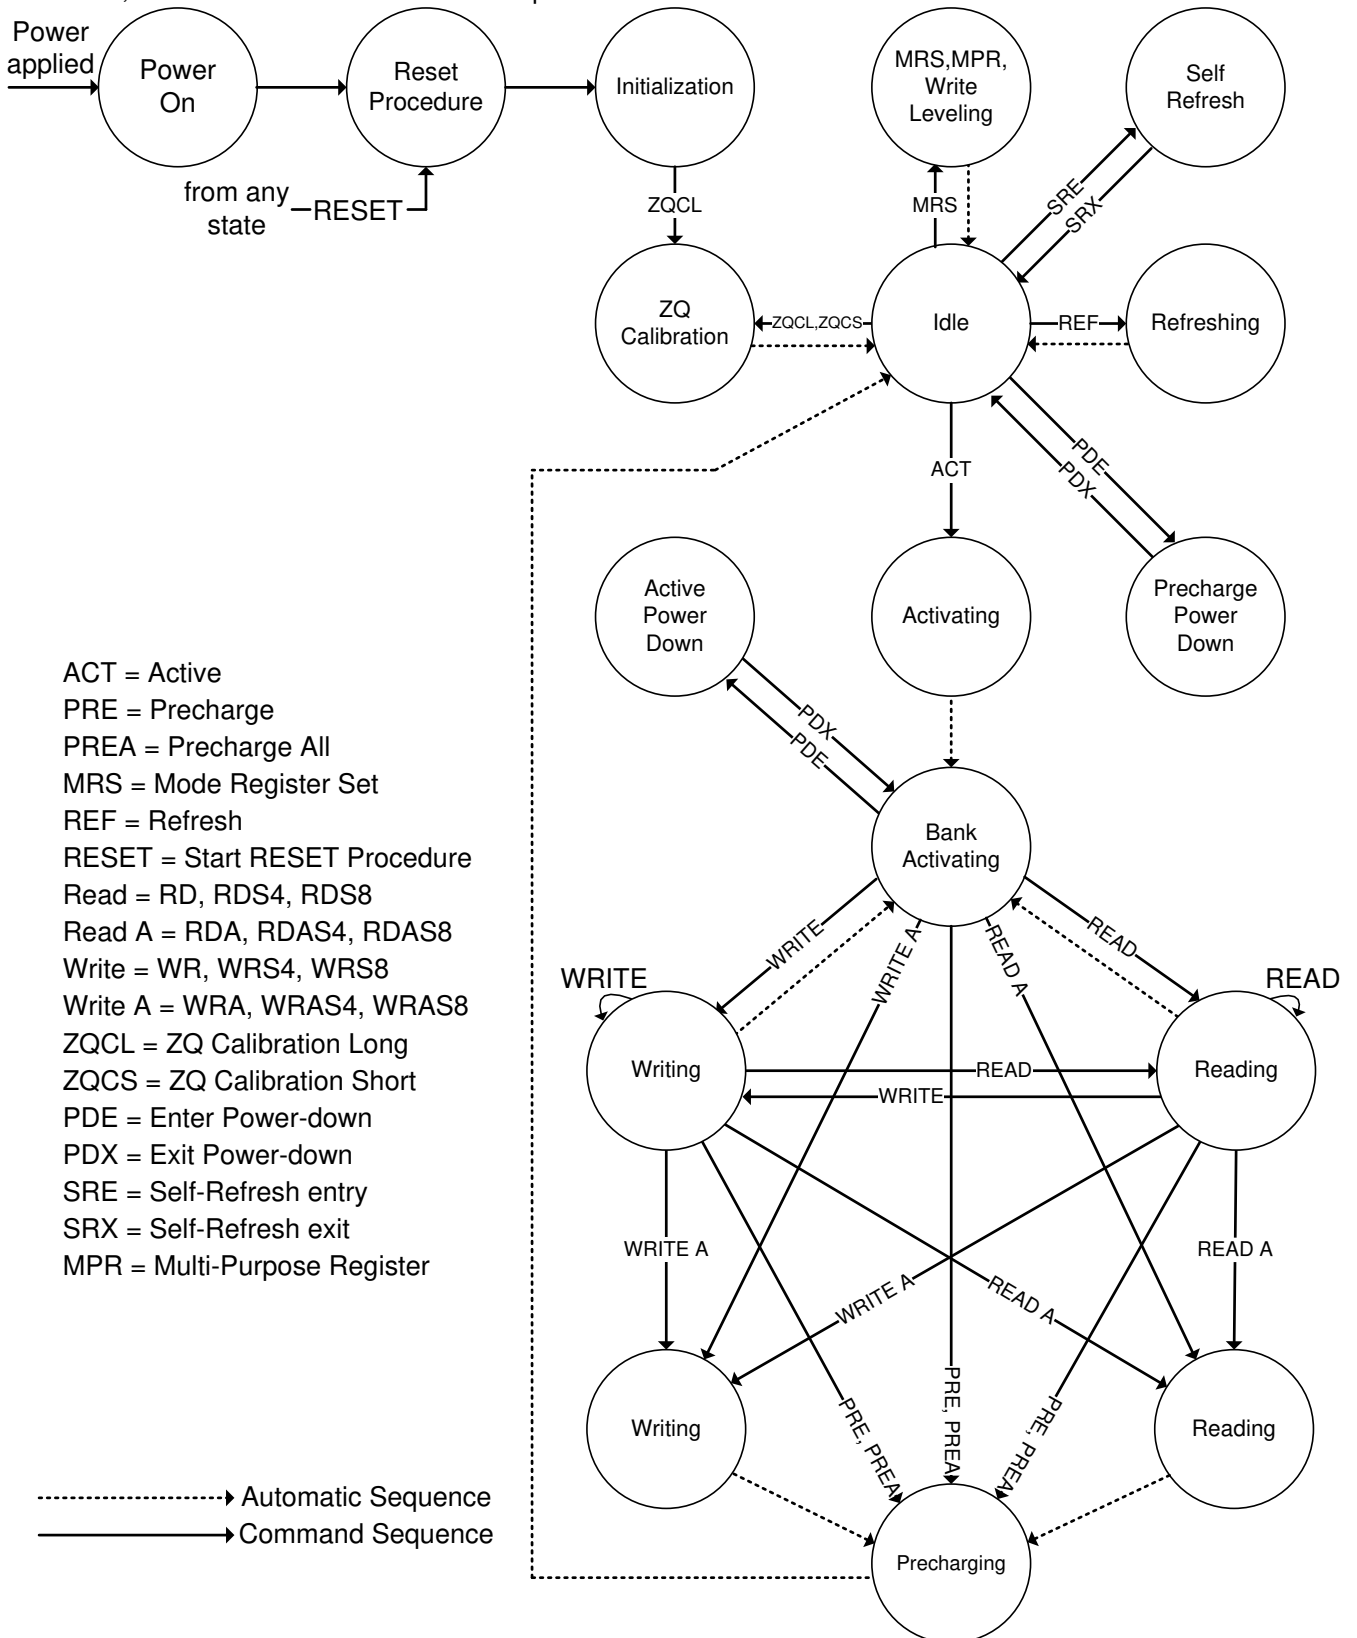 Power
applied
Power
On
Reset
Procedure
Initialization
MRS,MPR,
Write
Leveling
Self
Refresh
from any
state
RESET
ZQCL
MRS
SRE
SRX
ZQ
Calibration
ZQCL,ZQCS
Idle
REF
Refreshing
ACT
PDE
PDX
Active
Power
Down
Activating
Precharge
Power
Down
PDX
PDE
Bank
Activating
ACT = Active
PRE = Precharge
PREA = Precharge All
MRS = Mode Register Set
REF = Refresh
RESET = Start RESET Procedure
Read = RD, RDS4, RDS8
Read A = RDA, RDAS4, RDAS8
Write = WR, WRS4, WRS8
Write A = WRA, WRAS4, WRAS8
ZQCL = ZQ Calibration Long
ZQCS = ZQ Calibration Short
PDE = Enter Power-down
PDX = Exit Power-down
SRE = Self-Refresh entry
SRX = Self-Refresh exit
MPR = Multi-Purpose Register
WRITE
WRITE A
READ A
READ
WRITE
READ
Writing
READ
Reading
WRITE
WRITE A
READ A
WRITE A
READ A
PRE, PREA
PRE, PREA
PRE, PREA
Writing
Reading
Precharging
Automatic Sequence
Command Sequence